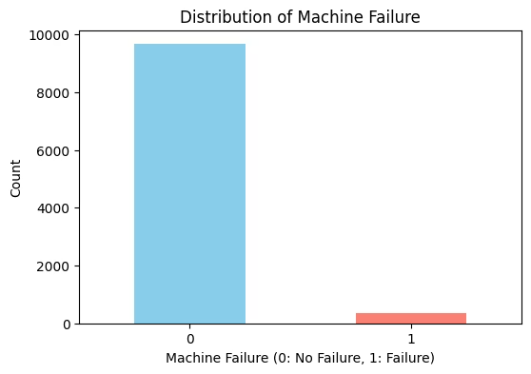 Distribution of Machine Failure
10000
8000
6000
4000
2000
0
Count
0 1
Machine Failure (0: No Failure, 1: Failure)